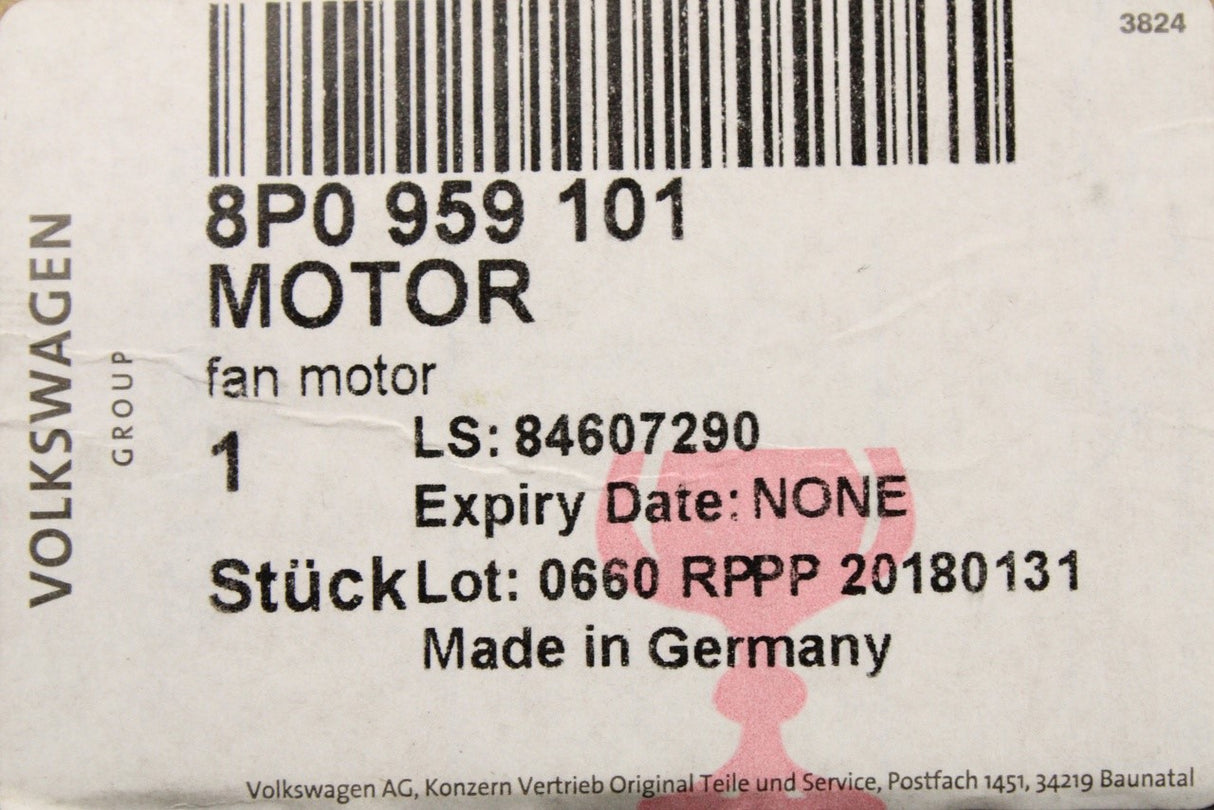 3824
8P0 959 101
MOTOR
fan motor
1
LS: 84607290
Expiry Date: NONE
Stück Lot: 0660 RPPP 20180131
Made in Germany
VOLKSWAGEN
GROUP
Volkswagen AG, Konzern Vertrieb Original Teile und Service, Postfach 1451, 34219 Baunatal